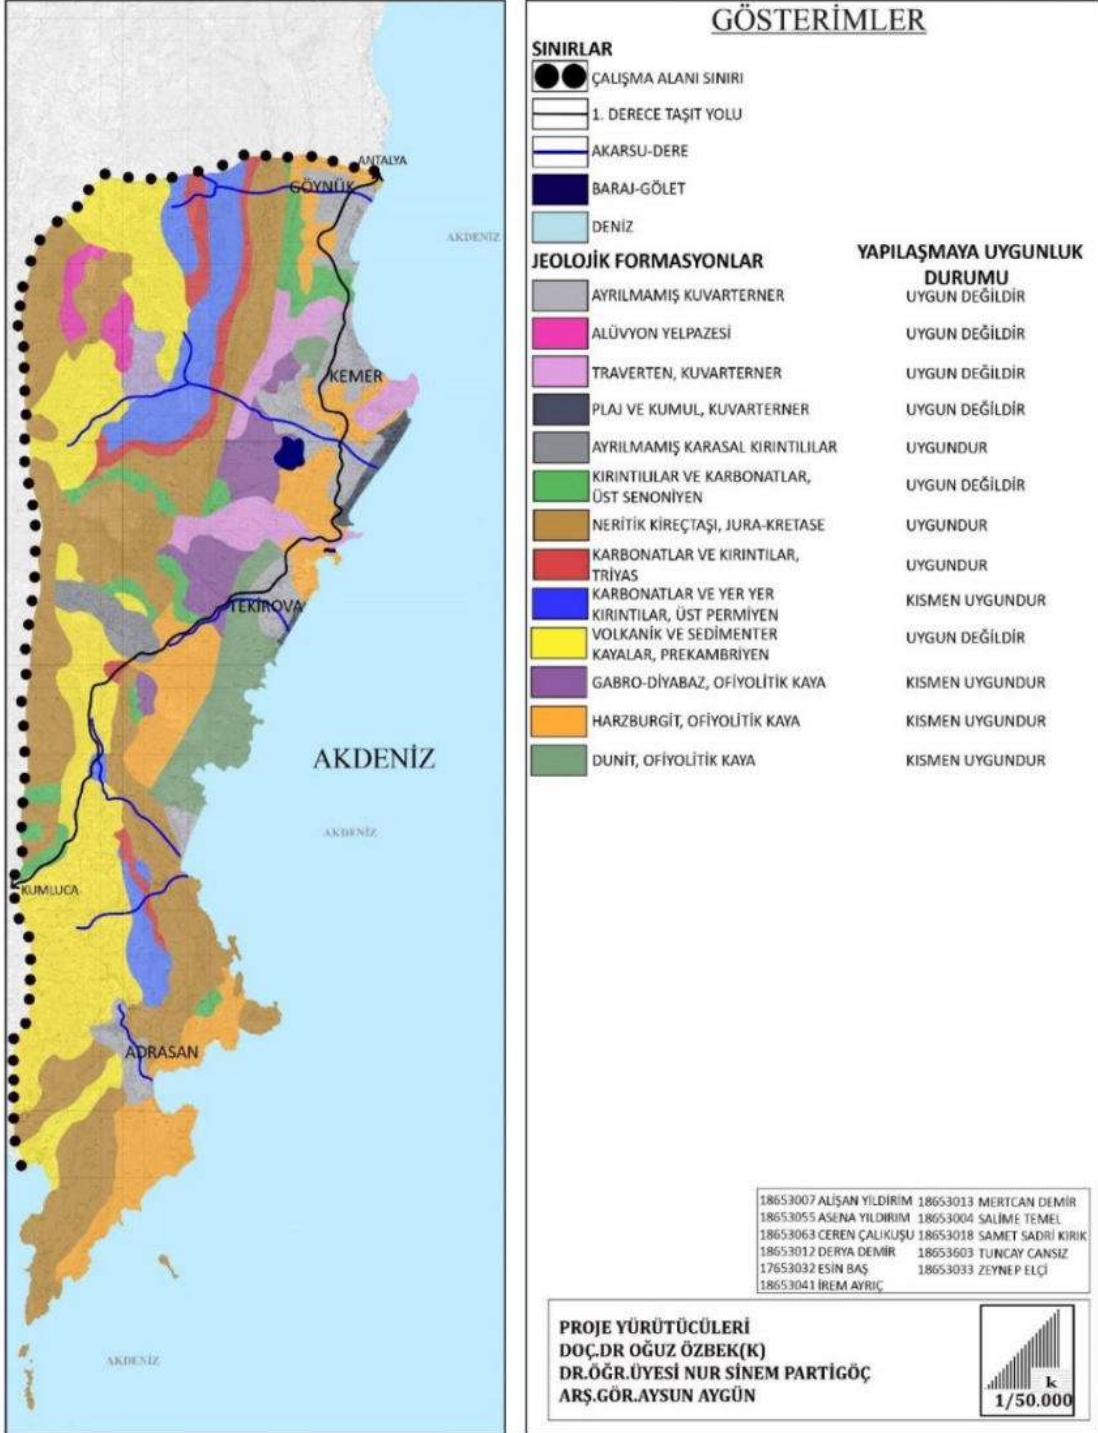 ANTALYA
GÖYNÜK
AKDENİZ
KEMER
TEKİROVA
AKDENİZ
AKDENİZ
KUMLUCA
ADRASAN
AKDENİZ
GÖSTERİMLER
SINIRLAR
ÇALIŞMA ALANI SINIRI
1. DERECE TAŞIT YOLU
AKARSU-DERE
BARAJ-GÖLET
DENİZ
JEOLOJİK FORMASYONLAR
YAPILAŞMAYA UYGUNLUK
DURUMU
AYRILMAMIŞ KUVARTERNER UYGUN DEĞİLDİR
ALÜVYON YELPAZESİ UYGUN DEĞİLDİR
TRAVERTEN, KUVARTERNER UYGUN DEĞİLDİR
PLAJ VE KUMUL, KUVARTERNER UYGUN DEĞİLDİR
AYRILMAMIŞ KARASAL KIRINTILILAR UYGUNDUR
KIRINTILILAR VE KARBONATLAR,
ÜST SENONİYEN UYGUN DEĞİLDİR
NERİTİK KİREÇTAŞI, JURA-KRETASE UYGUNDUR
KARBONATLAR VE KIRINTILAR,
TRİYAS UYGUNDUR
KARBONATLAR VE YER YER
KIRINTILAR, ÜST PERMİYEN KISMEN UYGUNDUR
VOLKANİK VE SEDİMENTER
KAYALAR, PREKAMBRİYEN UYGUN DEĞİLDİR
GABRO-DİYABAZ, OFİYOLİTİK KAYA KISMEN UYGUNDUR
HARZBURGİT, OFİYOLİTİK KAYA KISMEN UYGUNDUR
DUNİT, OFİYOLİTİK KAYA KISMEN UYGUNDUR
18653007 ALİŞAN YILDIRIM 18653013 MERTCAN DEMİR
18653055 ASENA YILDIRIM 18653004 SALİME TEMEL
18653063 CEREN ÇALIKUŞU 18653018 SAMET SADRİ KIRIK
18653012 DERYA DEMİR 18653603 TUNCAY CANSIZ
17653032 ESİN BAŞ 18653033 ZEYNEP ELÇİ
18653041 İREM AYRIÇ
PROJE YÜRÜTÜCÜLERİ
DOÇ.DR OĞUZ ÖZBEK(K)
DR.ÖĞR.ÜYESİ NUR SİNEM PARTİGÖÇ
ARŞ.GÖR.AYSUN AYGÜN
k
1/50.000